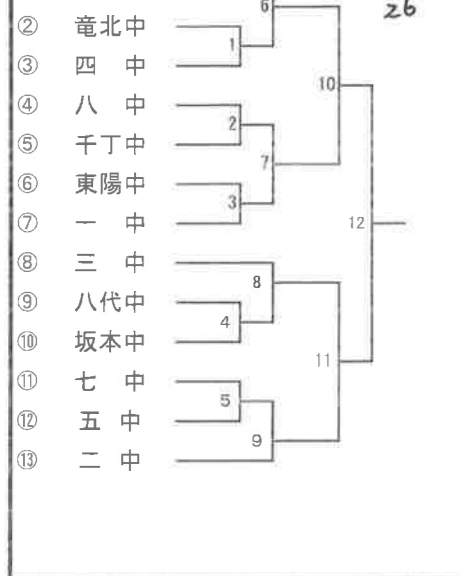 6
26
② 竜北中
1
③ 四 中
10
④ 八 中
2
⑤ 千丁中
7
⑥ 東陽中
3
⑦ 一 中
12
⑧ 三 中
8
⑨ 八代中
4
⑩ 坂本中
11
⑪ 七 中
5
⑫ 五 中
9
⑬ 二 中